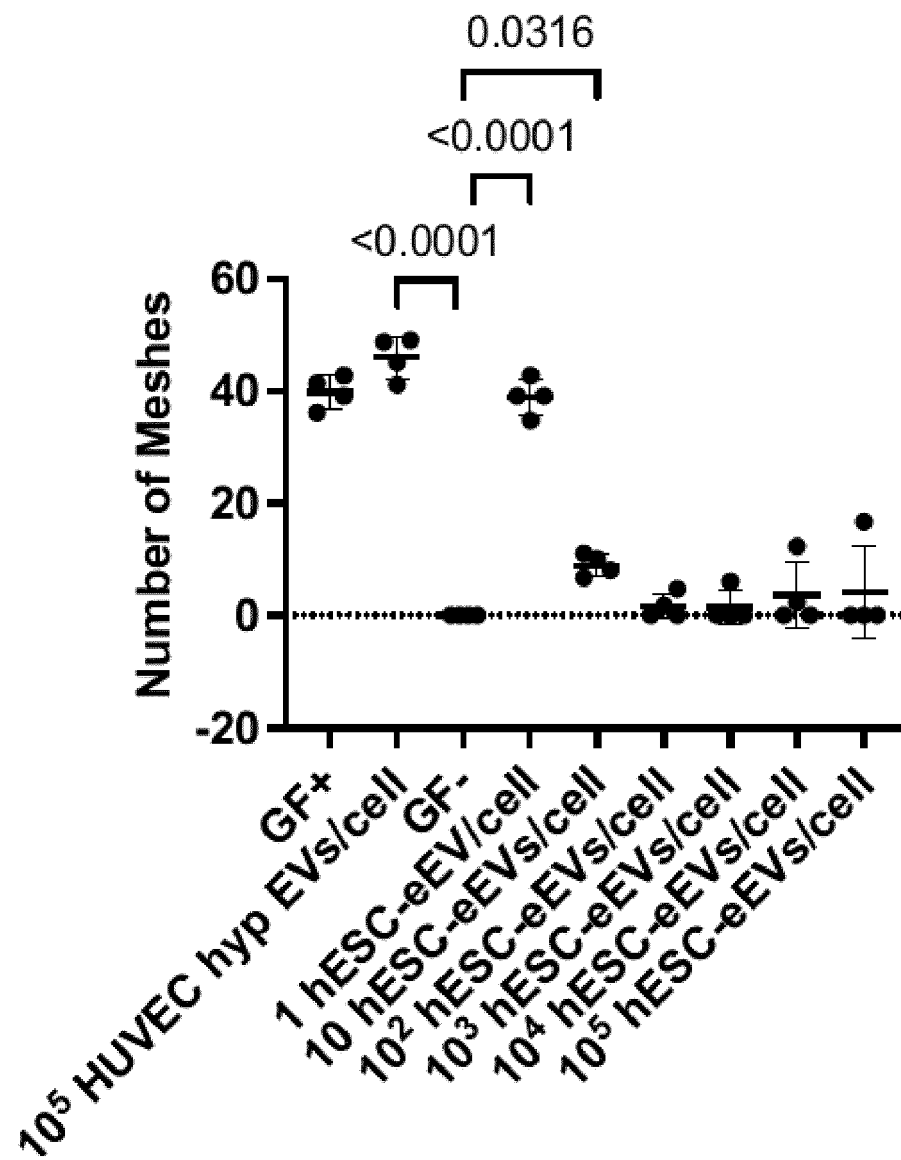 0.0316
<0.0001
<0.0001
60
40
20
0
-20
Number of Meshes
GF+
10⁵ HUVEC hyp EVs/cell
GF-
1 hESC-eEV/cell
10 hESC-eEVs/cell
10² hESC-eEVs/cell
10³ hESC-eEVs/cell
10⁴ hESC-eEVs/cell
10⁵ hESC-eEVs/cell